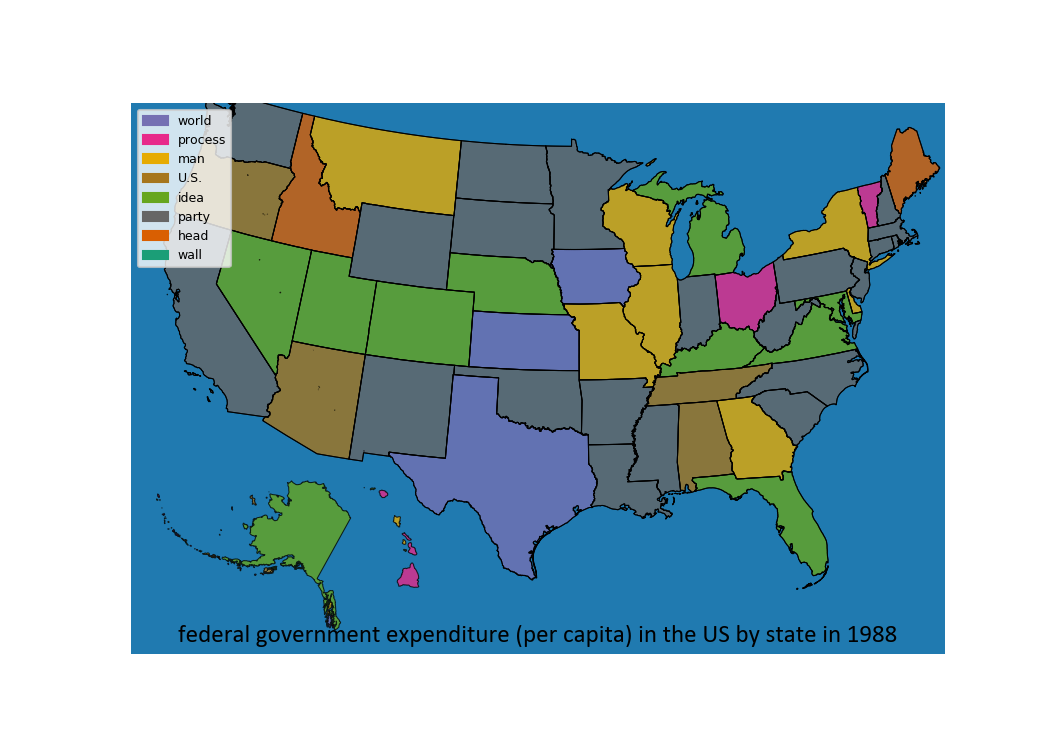 world
process
man
U.S.
idea
party
head
wall
federal government expenditure (per capita) in the US by state in 1988